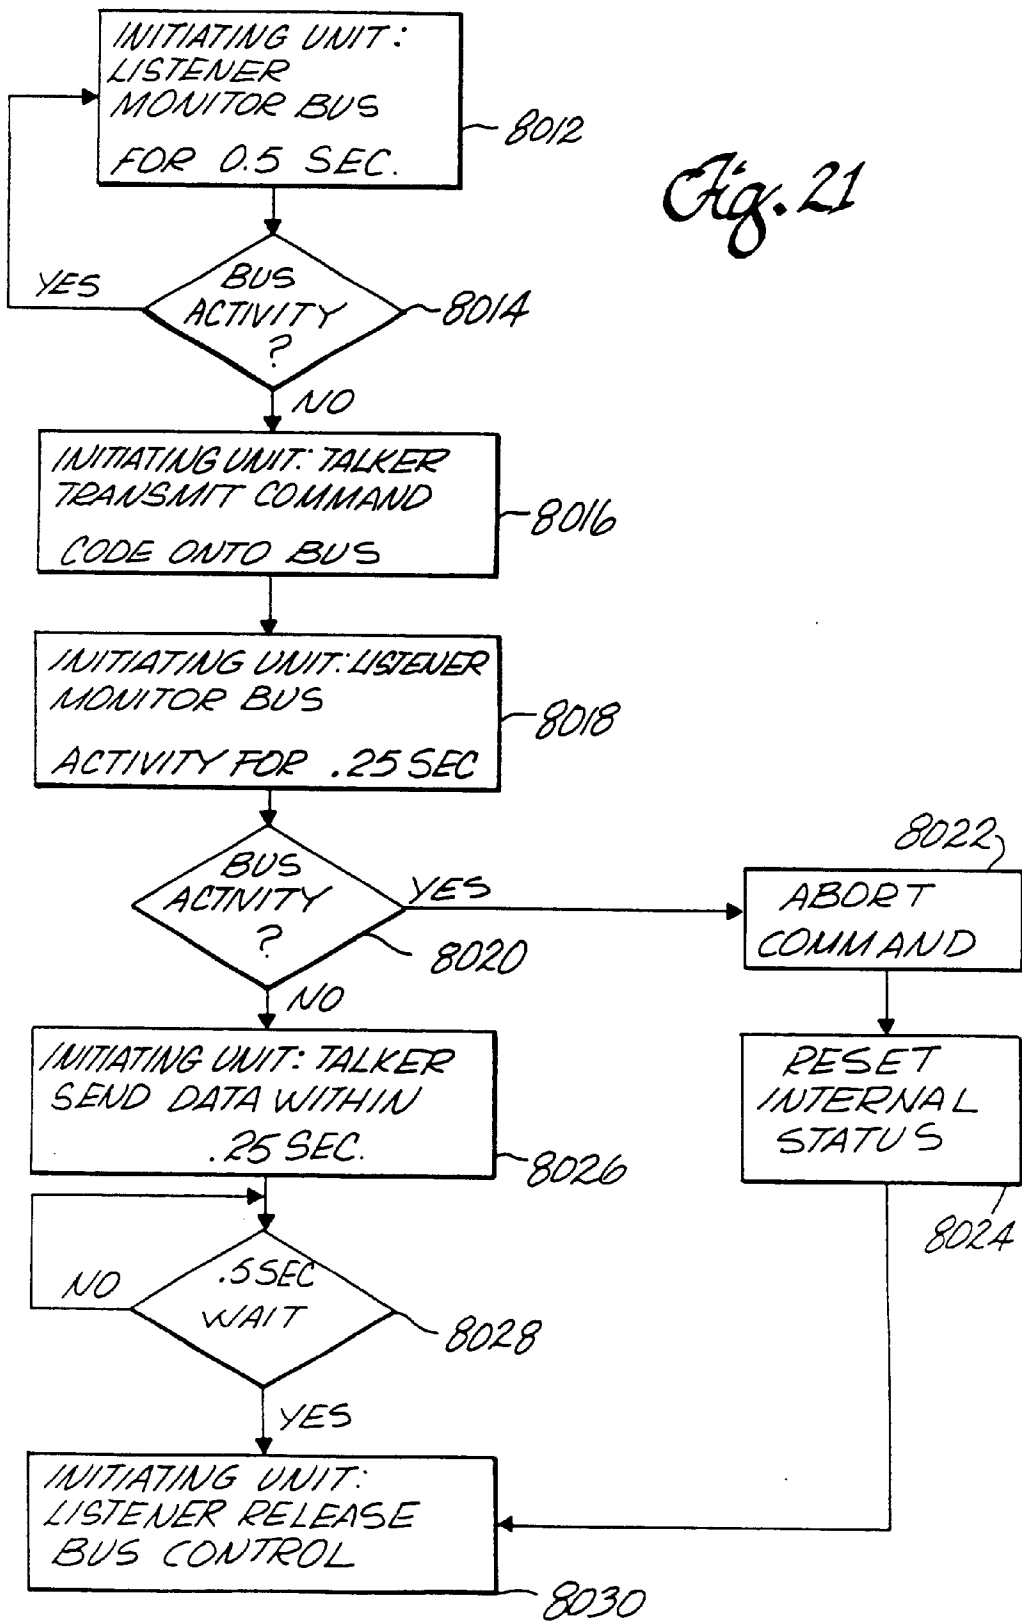 INITIATING UNIT:
LISTENER
MONITOR BUS
FOR 0.5 SEC.
8012
Fig. 21
BUS
ACTIVITY
?
YES
8014
NO
INITIATING UNIT: TALKER
TRANSMIT COMMAND
CODE ONTO BUS
8016
INITIATING UNIT: LISTENER
MONITOR BUS
ACTIVITY FOR .25 SEC
8018
BUS
ACTIVITY
?
YES
8020
NO
8022
ABORT
COMMAND
RESET
INTERNAL
STATUS
8024
INITIATING UNIT: TALKER
SEND DATA WITHIN
.25 SEC.
8026
.5 SEC
WAIT
NO
8028
YES
INITIATING UNIT:
LISTENER RELEASE
BUS CONTROL
8030